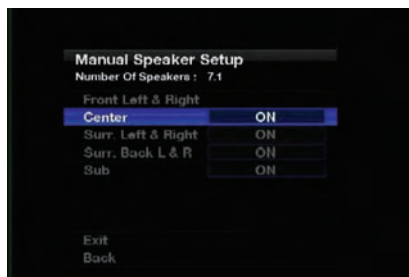 Manual Speaker Setup
Number Of Speakers : 7.1
Front Left & Right
Center ON
Surr. Left & Right ON
Surr. Back L & R ON
Sub ON
Exit
Back